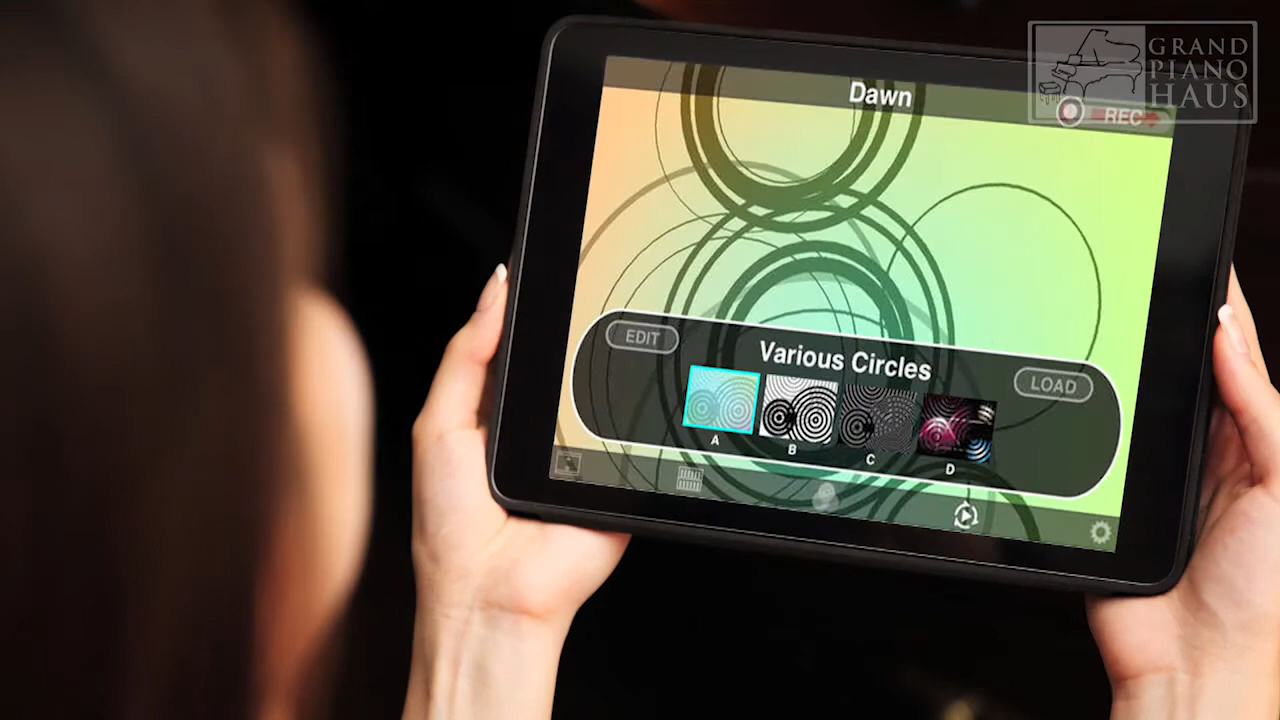 GRAND
PIANO
HAUS
Dawn
REC
EDIT
Various Circles
LOAD
A
B
C
D